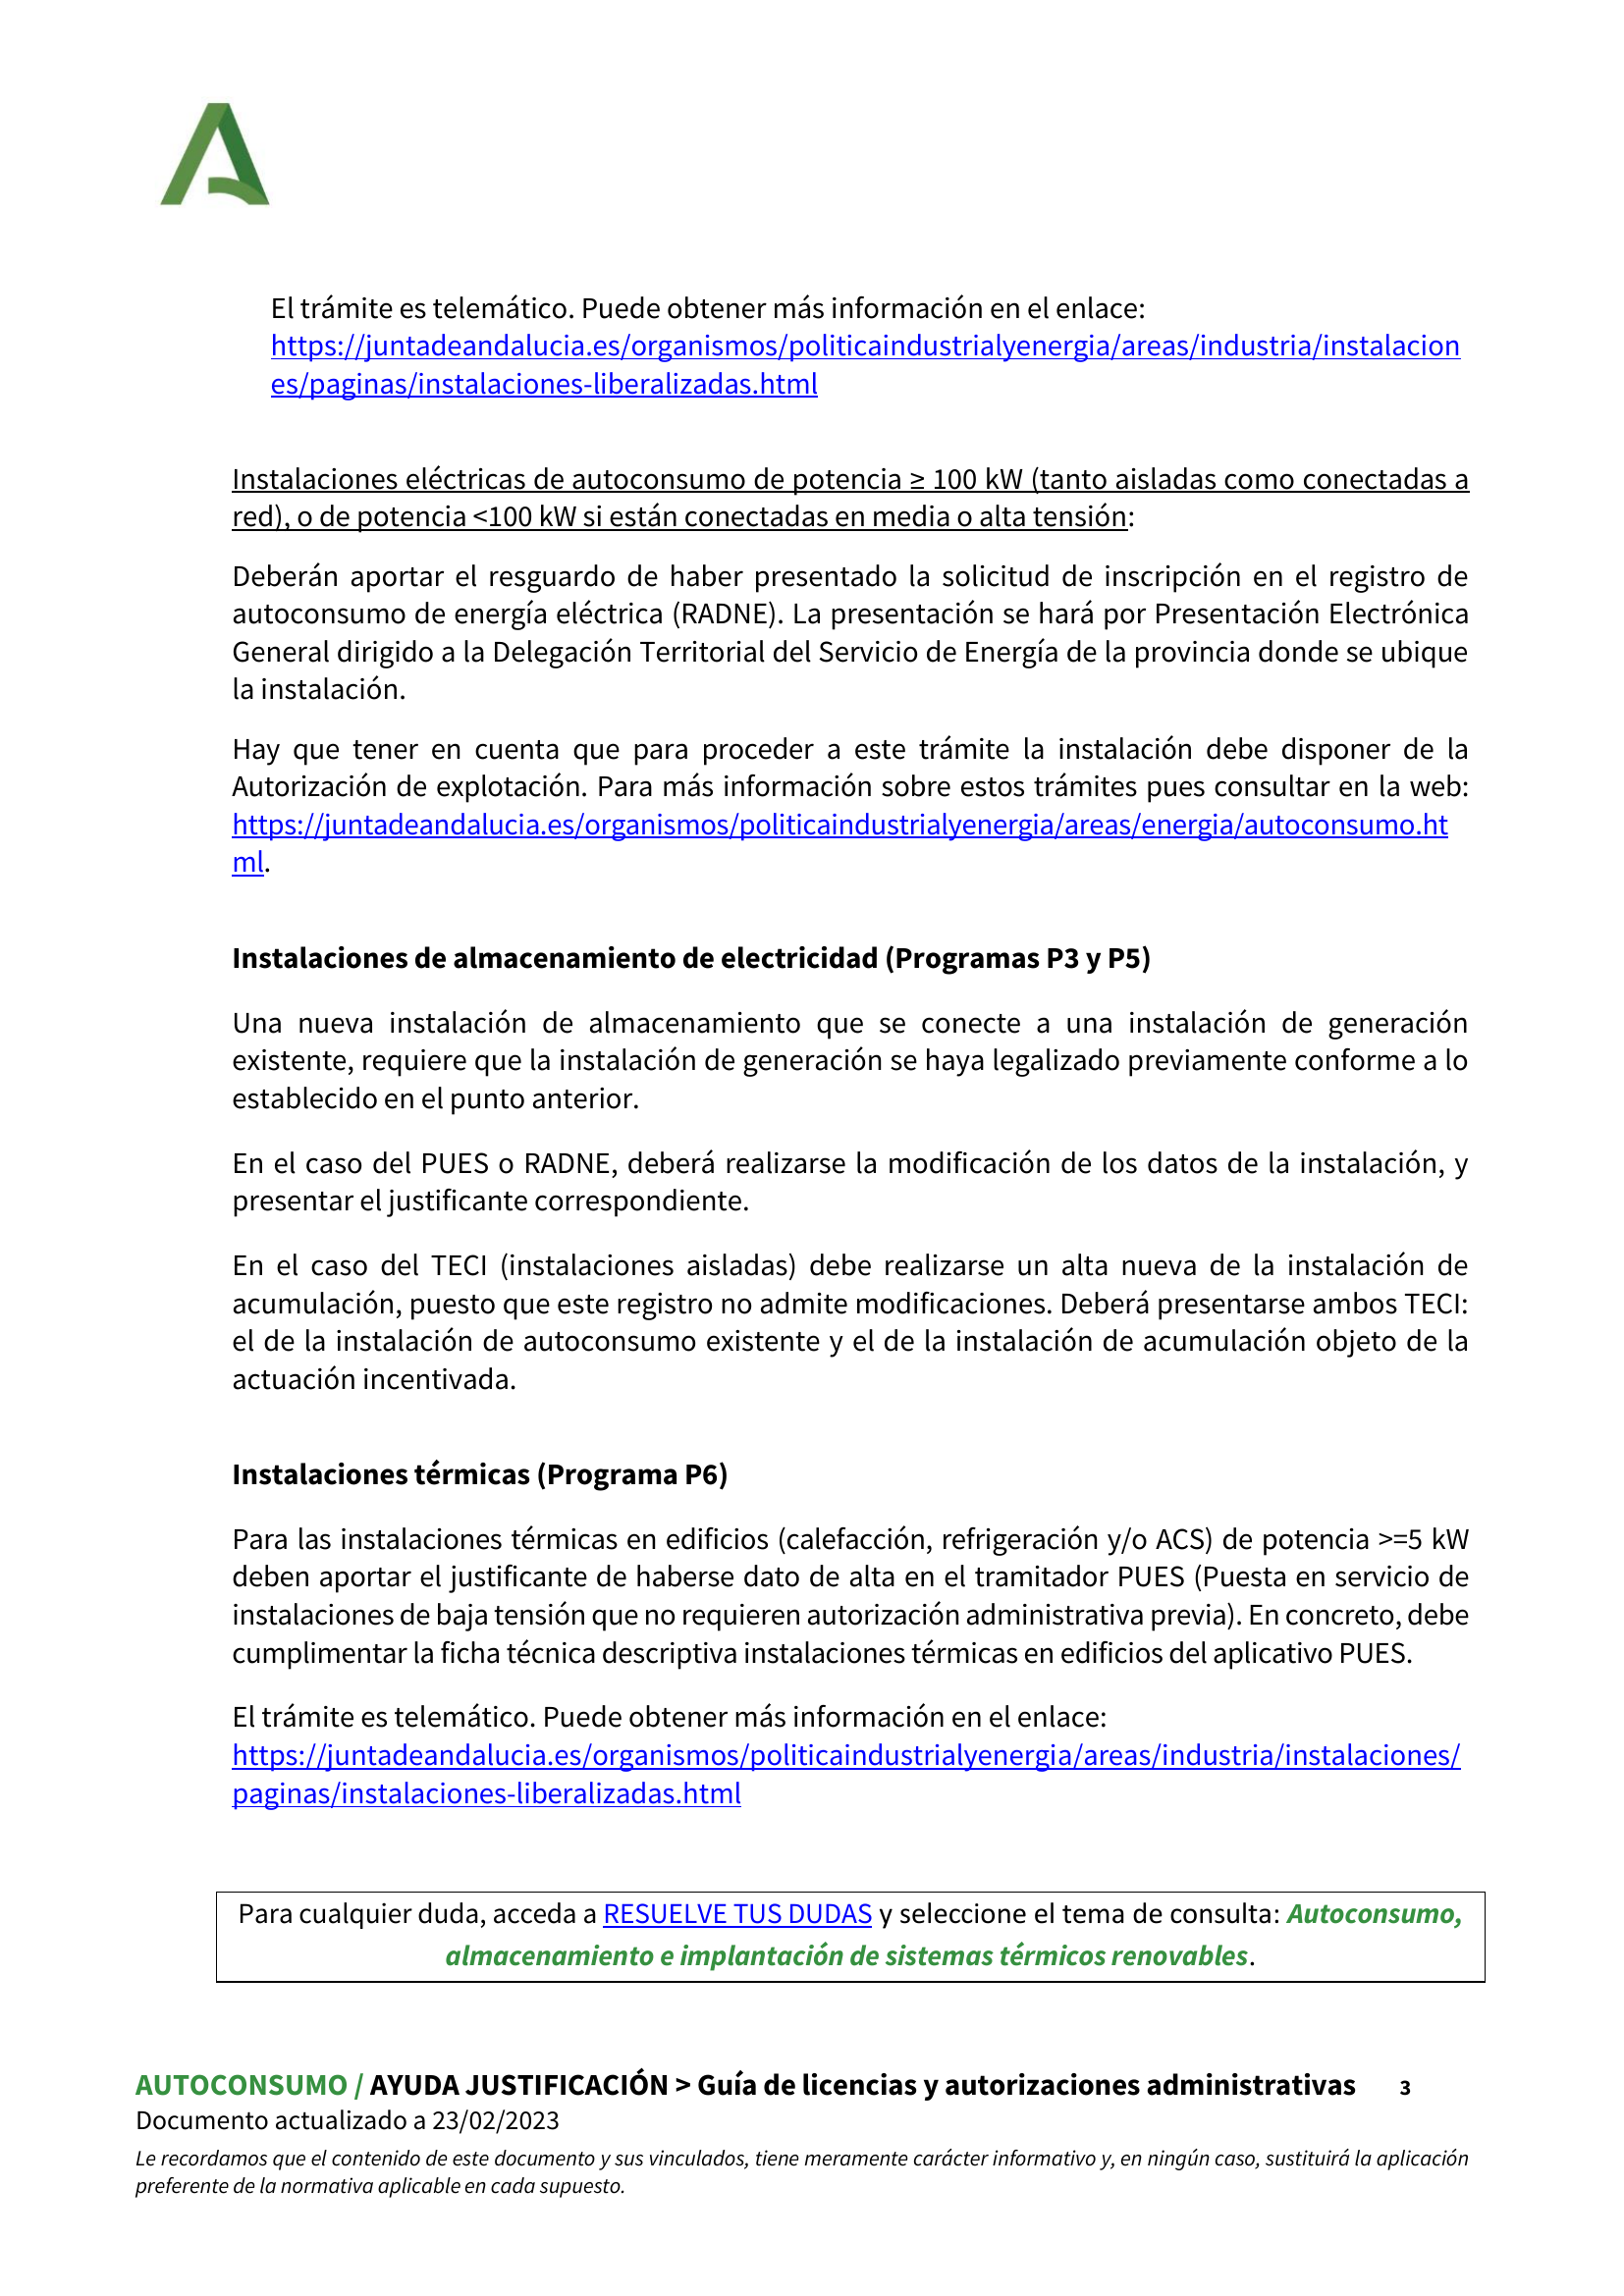 El trámite es telemático. Puede obtener más información en el enlace:
https://juntadeandalucia.es/organismos/politicaindustrialyenergia/areas/industria/instalacion
es/paginas/instalaciones-liberalizadas.html
Instalaciones eléctricas de autoconsumo de potencia ≥ 100 kW (tanto aisladas como conectadas a
red), o de potencia <100 kW si están conectadas en media o alta tensión:
Deberán aportar el resguardo de haber presentado la solicitud de inscripción en el registro de
autoconsumo de energía eléctrica (RADNE). La presentación se hará por Presentación Electrónica
General dirigido a la Delegación Territorial del Servicio de Energía de la provincia donde se ubique
la instalación.
Hay que tener en cuenta que para proceder a este trámite la instalación debe disponer de la
Autorización de explotación. Para más información sobre estos trámites pues consultar en la web:
https://juntadeandalucia.es/organismos/politicaindustrialyenergia/areas/energia/autoconsumo.ht
ml.
Instalaciones de almacenamiento de electricidad (Programas P3 y P5)
Una nueva instalación de almacenamiento que se conecte a una instalación de generación
existente, requiere que la instalación de generación se haya legalizado previamente conforme a lo
establecido en el punto anterior.
En el caso del PUES o RADNE, deberá realizarse la modificación de los datos de la instalación, y
presentar el justificante correspondiente.
En el caso del TECI (instalaciones aisladas) debe realizarse un alta nueva de la instalación de
acumulación, puesto que este registro no admite modificaciones. Deberá presentarse ambos TECI:
el de la instalación de autoconsumo existente y el de la instalación de acumulación objeto de la
actuación incentivada.
Instalaciones térmicas (Programa P6)
Para las instalaciones térmicas en edificios (calefacción, refrigeración y/o ACS) de potencia >=5 kW
deben aportar el justificante de haberse dato de alta en el tramitador PUES (Puesta en servicio de
instalaciones de baja tensión que no requieren autorización administrativa previa). En concreto, debe
cumplimentar la ficha técnica descriptiva instalaciones térmicas en edificios del aplicativo PUES.
El trámite es telemático. Puede obtener más información en el enlace:
https://juntadeandalucia.es/organismos/politicaindustrialyenergia/areas/industria/instalaciones/
paginas/instalaciones-liberalizadas.html
Para cualquier duda, acceda a RESUELVE TUS DUDAS y seleccione el tema de consulta: Autoconsumo,
almacenamiento e implantación de sistemas térmicos renovables.
AUTOCONSUMO / AYUDA JUSTIFICACIÓN > Guía de licencias y autorizaciones administrativas 3
Documento actualizado a 23/02/2023
Le recordamos que el contenido de este documento y sus vinculados, tiene meramente carácter informativo y, en ningún caso, sustituirá la aplicación
preferente de la normativa aplicable en cada supuesto.